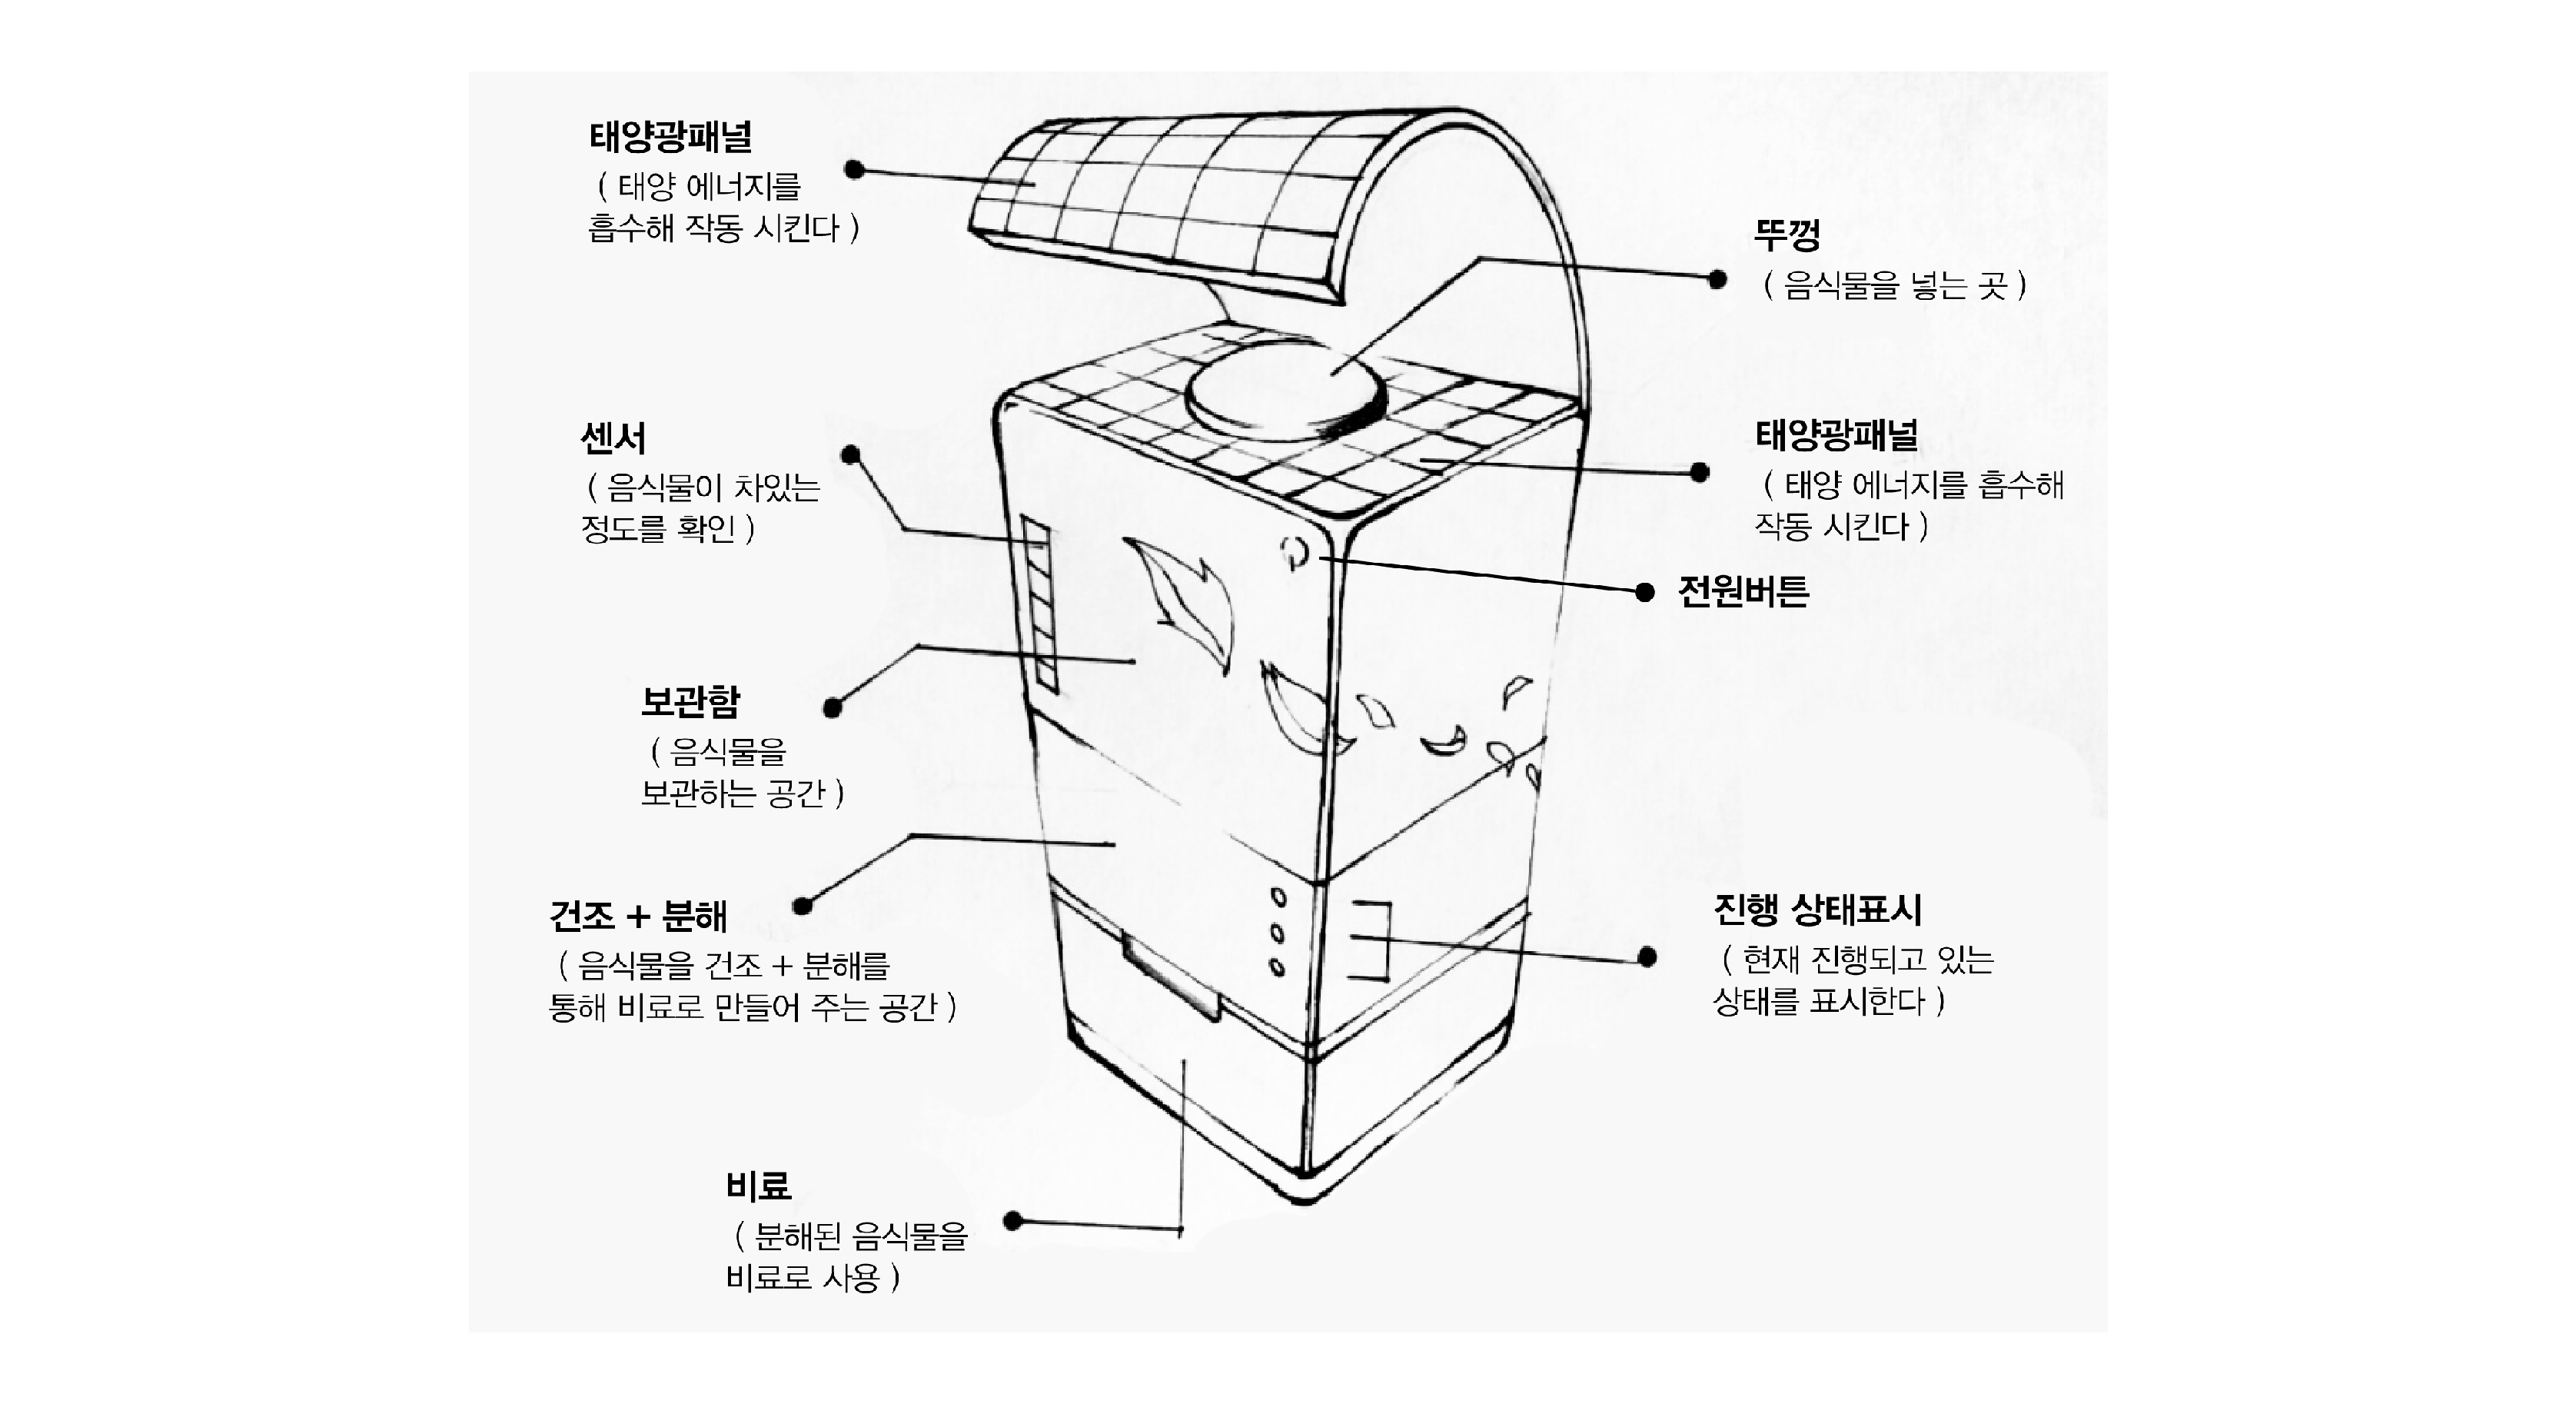 태양광패널
( 태양 에너지를
흡수해 작동 시킨다 )
뚜껑
( 음식물을 넣는 곳 )
센서
( 음식물이 차있는
정도를 확인 )
태양광패널
( 태양 에너지를 흡수해
작동 시킨다 )
전원버튼
보관함
( 음식물을
보관하는 공간 )
건조 + 분해
( 음식물을 건조 + 분해를
통해 비료로 만들어 주는 공간 )
진행 상태표시
( 현재 진행되고 있는
상태를 표시한다 )
비료
( 분해된 음식물을
비료로 사용 )